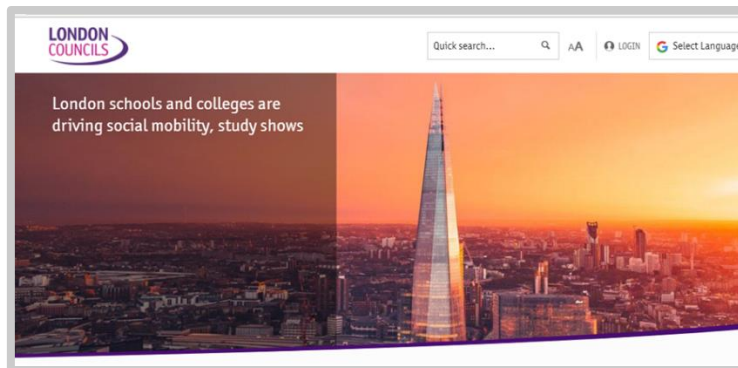 LONDON
COUNCILS
Quick search...
AA
LOGIN
Select Language
London schools and colleges are
driving social mobility, study shows